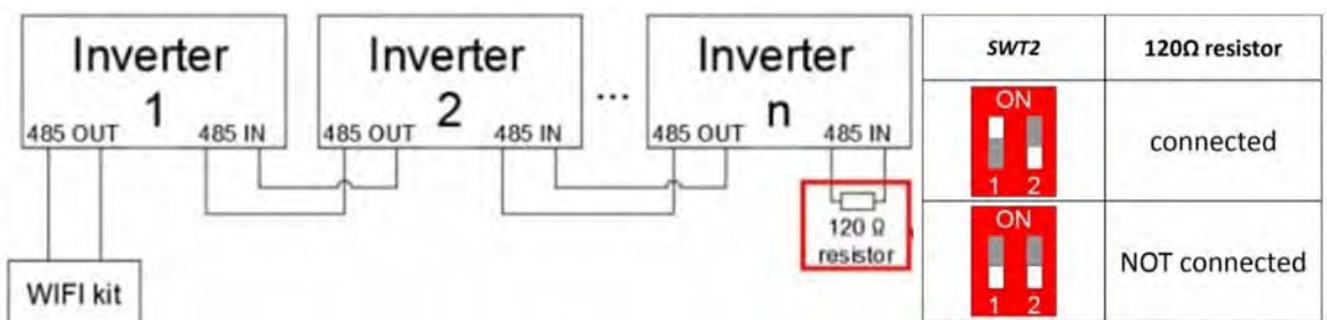 Inverter
1
485 OUT
485 IN
Inverter
2
485 OUT
485 IN
...
Inverter
n
485 OUT
485 IN
120 Ω
resistor
WIFI kit
SWT2
120Ω resistor
ON
1 2
connected
ON
1 2
NOT connected